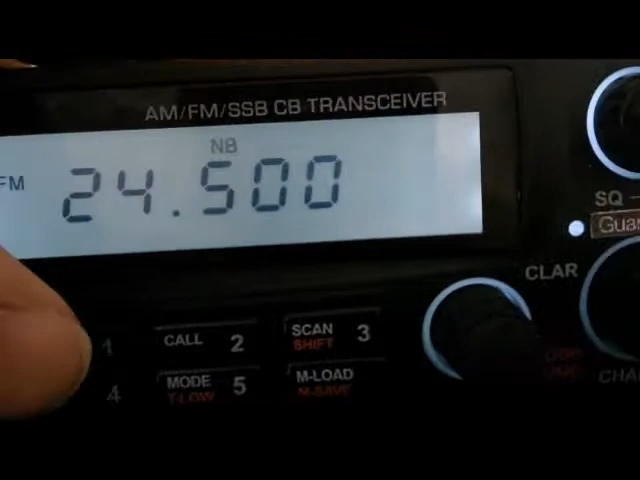 AM/FM/SSB CB TRANSCEIVER
NB
FM 24.500
SQ
Guar
CLAR
1 CALL 2 SCAN 3
SHIFT
4 MODE 5 M-LOAD
T-LOW M-SAVE
CHA